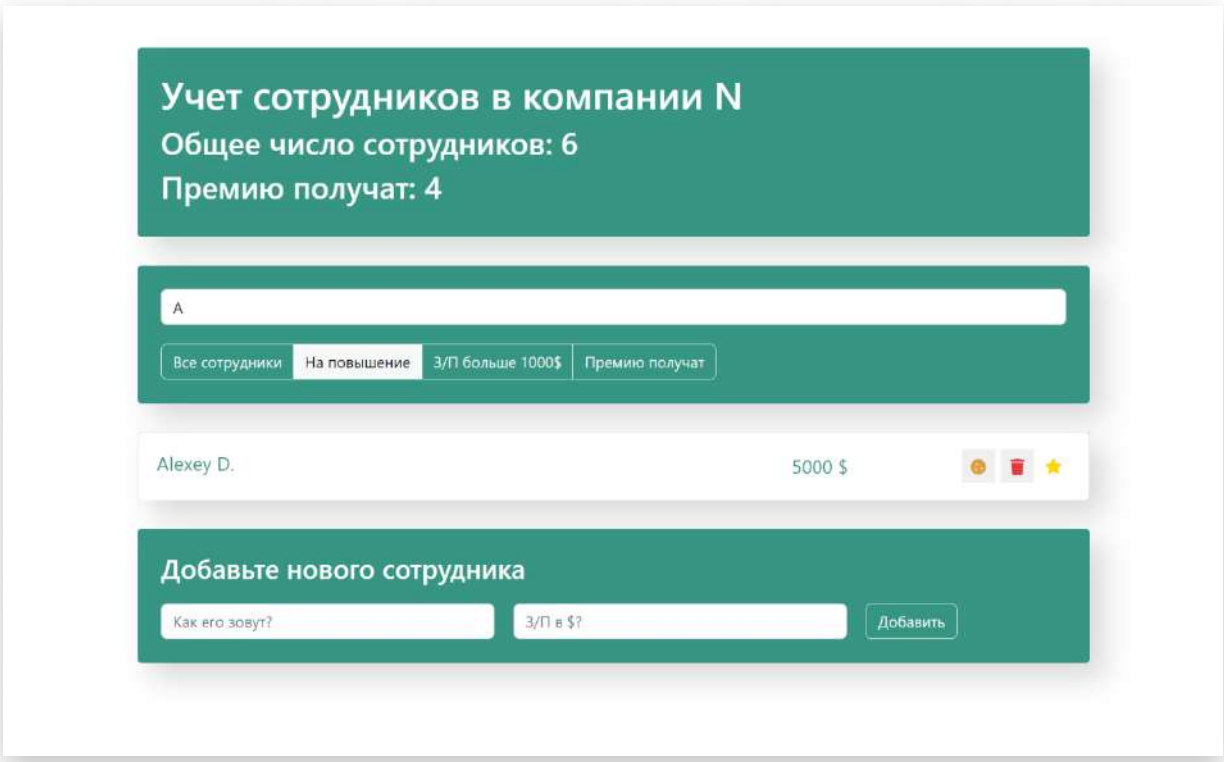 Учет сотрудников в компании N
Общее число сотрудников: 6
Премию получат: 4
A
Все сотрудники На повышение З/П больше 1000$ Премию получат
Alexey D. 5000 $
Добавьте нового сотрудника
Как его зовут? З/П в $? Добавить